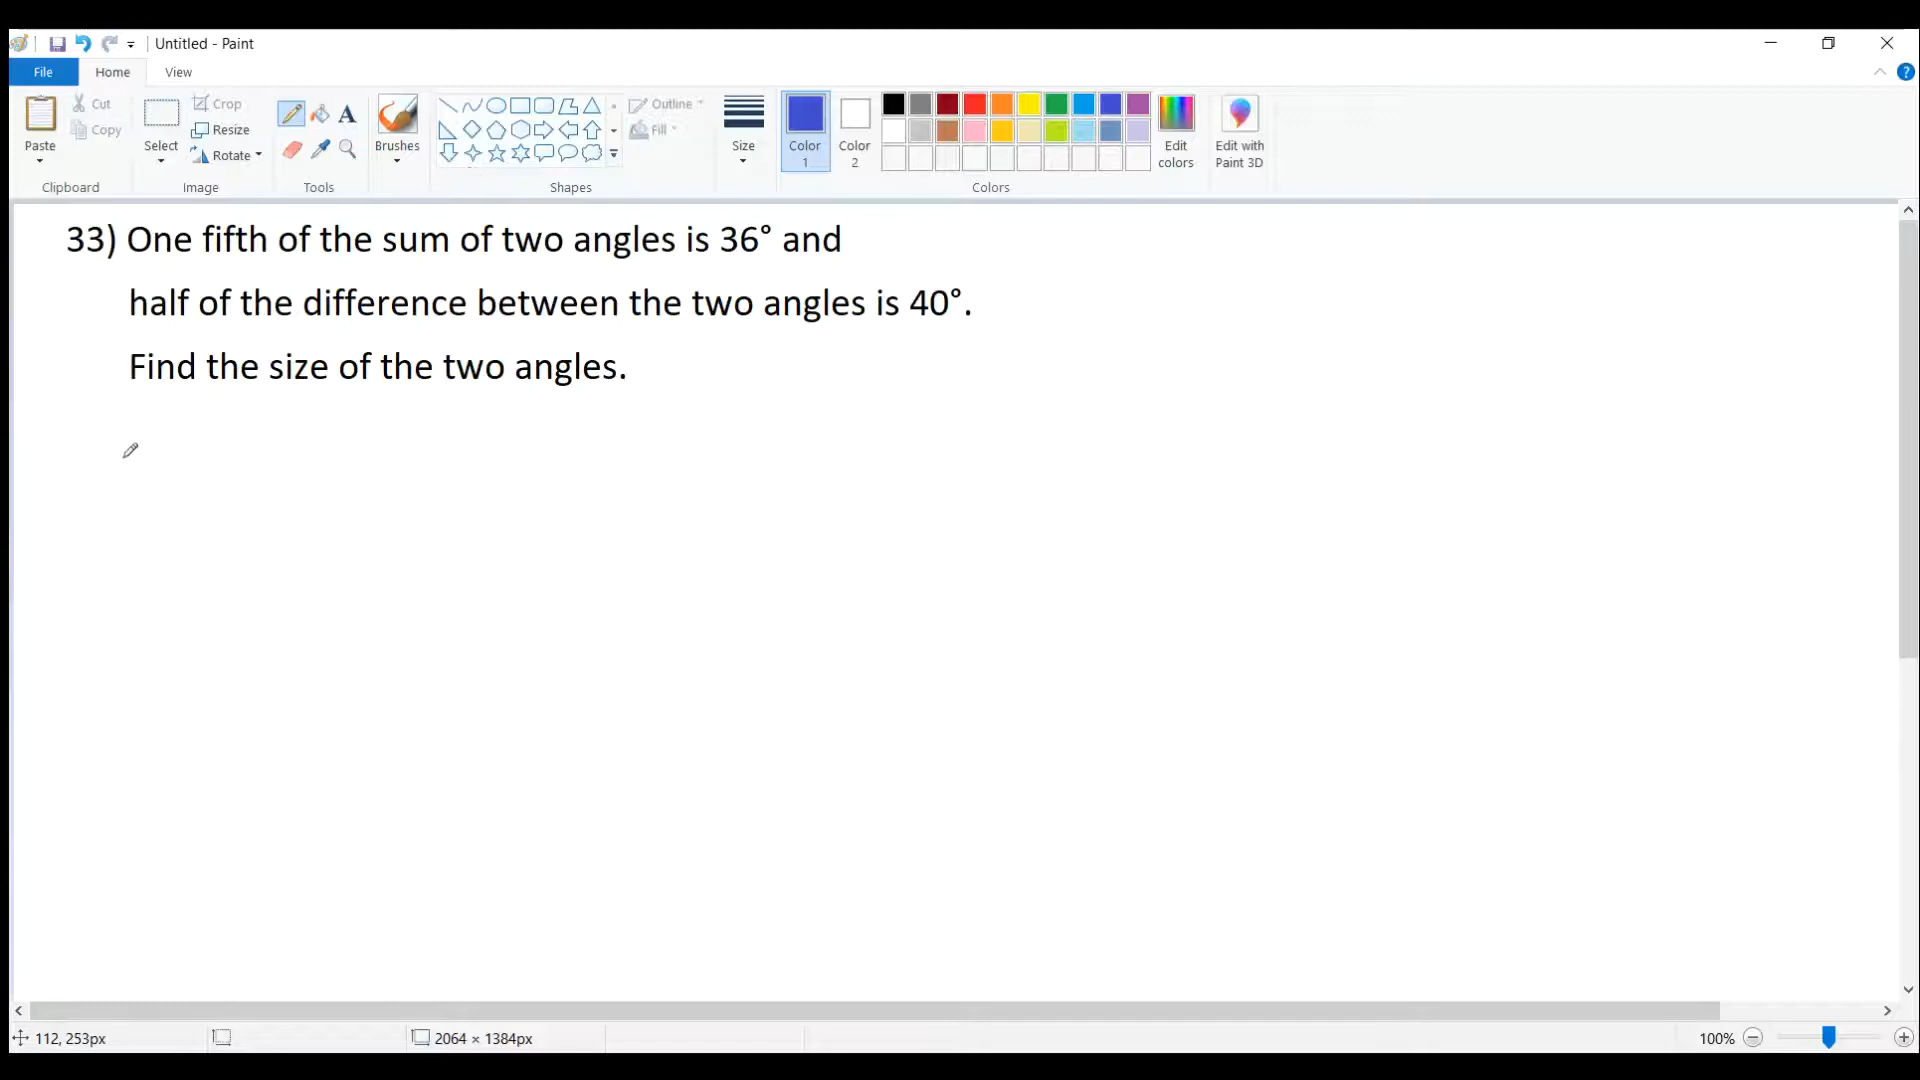 Untitled - Paint
File Home View
Paste
Cut
Copy
Clipboard
Select
Crop
Resize
Rotate
Image
Tools
Brushes
Outline
Fill
Shapes
Size
Color 1
Color 2
Edit colors
Colors
Edit with Paint 3D
33) One fifth of the sum of two angles is 36° and
half of the difference between the two angles is 40°.
Find the size of the two angles.
112, 253px
2064 × 1384px
100%